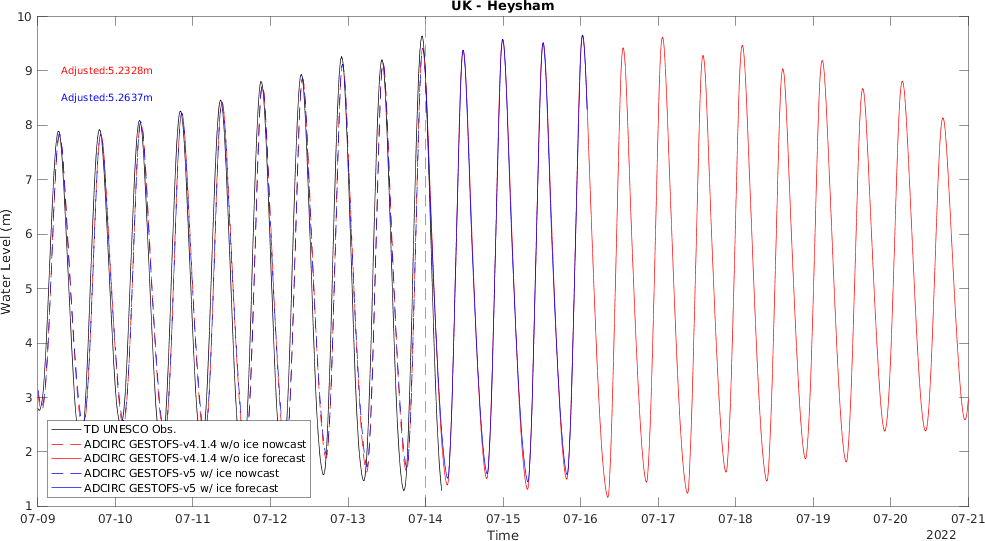 UK - Heysham
10
9
8
7
6
5
4
3
2
1
Water Level (m)
Adjusted:5.2328m
Adjusted:5.2637m
TD UNESCO Obs.
ADCIRC GESTOFS-v4.1.4 w/o ice nowcast
ADCIRC GESTOFS-v4.1.4 w/o ice forecast
ADCIRC GESTOFS-v5 w/ ice nowcast
ADCIRC GESTOFS-v5 w/ ice forecast
07-09 07-10 07-11 07-12 07-13 07-14 07-15 07-16 07-17 07-18 07-19 07-20 07-21
Time
2022